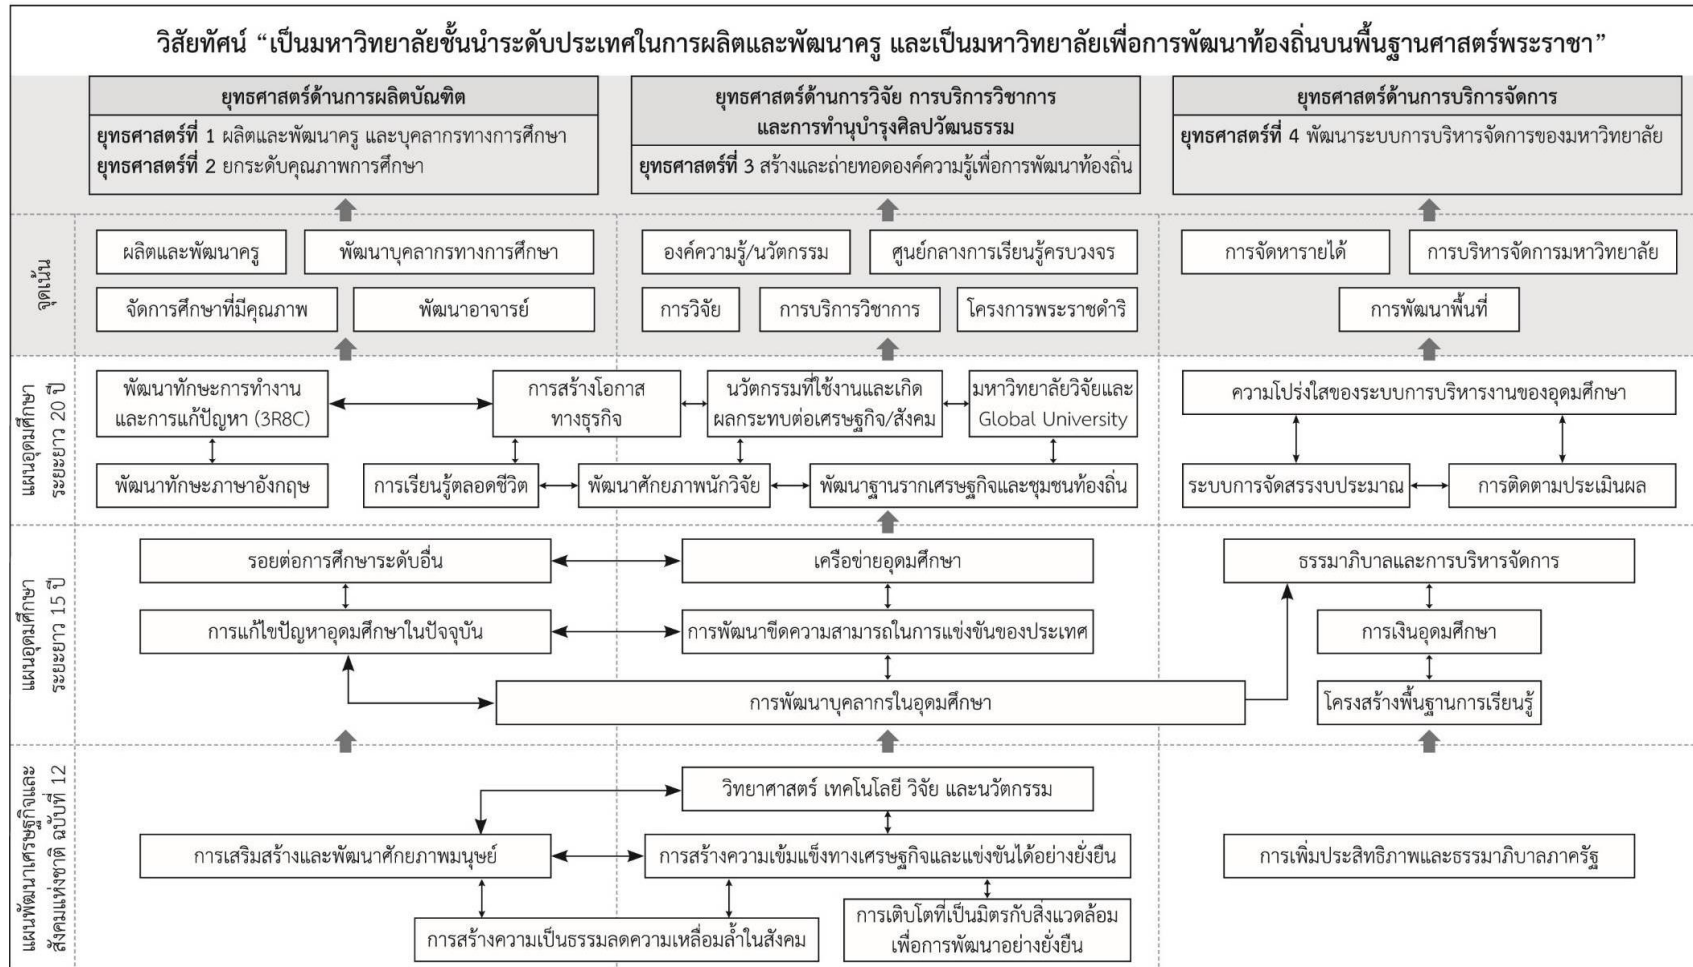 วิสัยทัศน์ “เป็นมหาวิทยาลัยชั้นนำระดับประเทศในการผลิตและพัฒนาครู และเป็นมหาวิทยาลัยเพื่อการพัฒนาท้องถิ่นบนพื้นฐานศาสตร์พระราชา”
ยุทธศาสตร์ด้านการผลิตบัณฑิต
ยุทธศาสตร์ที่ 1 ผลิตและพัฒนาครู และบุคลากรทางการศึกษา
ยุทธศาสตร์ที่ 2 ยกระดับคุณภาพการศึกษา
ยุทธศาสตร์ด้านการวิจัย การบริการวิชาการ
และการทำนุบำรุงศิลปวัฒนธรรม
ยุทธศาสตร์ที่ 3 สร้างและถ่ายทอดองค์ความรู้เพื่อการพัฒนาท้องถิ่น
ยุทธศาสตร์ด้านการบริการจัดการ
ยุทธศาสตร์ที่ 4 พัฒนาระบบการบริหารจัดการของมหาวิทยาลัย
จุดเน้น
ผลิตและพัฒนาครู
พัฒนาบุคลากรทางการศึกษา
องค์ความรู้/นวัตกรรม
ศูนย์กลางการเรียนรู้ครบวงจร
การจัดหารายได้
การบริหารจัดการมหาวิทยาลัย
จัดการศึกษาที่มีคุณภาพ
พัฒนาอาจารย์
การวิจัย
การบริการวิชาการ
โครงการพระราชดำริ
การพัฒนาพื้นที่
แผนอุดมศึกษา
ระยะยาว 20 ปี
พัฒนาทักษะการทำงาน
และการแก้ปัญหา (3R8C)
การสร้างโอกาส
ทางธุรกิจ
นวัตกรรมที่ใช้งานและเกิด
ผลกระทบต่อเศรษฐกิจ/สังคม
มหาวิทยาลัยวิจัยและ
Global University
ความโปร่งใสของระบบการบริหารงานของอุดมศึกษา
พัฒนาทักษะภาษาอังกฤษ
การเรียนรู้ตลอดชีวิต
พัฒนาศักยภาพนักวิจัย
พัฒนาฐานรากเศรษฐกิจและชุมชนท้องถิ่น
ระบบการจัดสรรงบประมาณ
การติดตามประเมินผล
แผนอุดมศึกษา
ระยะยาว 15 ปี
รอยต่อการศึกษาระดับอื่น
เครือข่ายอุดมศึกษา
ธรรมาภิบาลและการบริหารจัดการ
การแก้ไขปัญหาอุดมศึกษาในปัจจุบัน
การพัฒนาขีดความสามารถในการแข่งขันของประเทศ
การเงินอุดมศึกษา
การพัฒนาบุคลากรในอุดมศึกษา
โครงสร้างพื้นฐานการเรียนรู้
แผนพัฒนาเศรษฐกิจและ
สังคมแห่งชาติ ฉบับที่ 12
วิทยาศาสตร์ เทคโนโลยี วิจัย และนวัตกรรม
การเสริมสร้างและพัฒนาศักยภาพมนุษย์
การสร้างความเข้มแข็งทางเศรษฐกิจและแข่งขันได้อย่างยั่งยืน
การเพิ่มประสิทธิภาพและธรรมาภิบาลภาครัฐ
การสร้างความเป็นธรรมลดความเหลื่อมล้ำในสังคม
การเติบโตที่เป็นมิตรกับสิ่งแวดล้อม
เพื่อการพัฒนาอย่างยั่งยืน